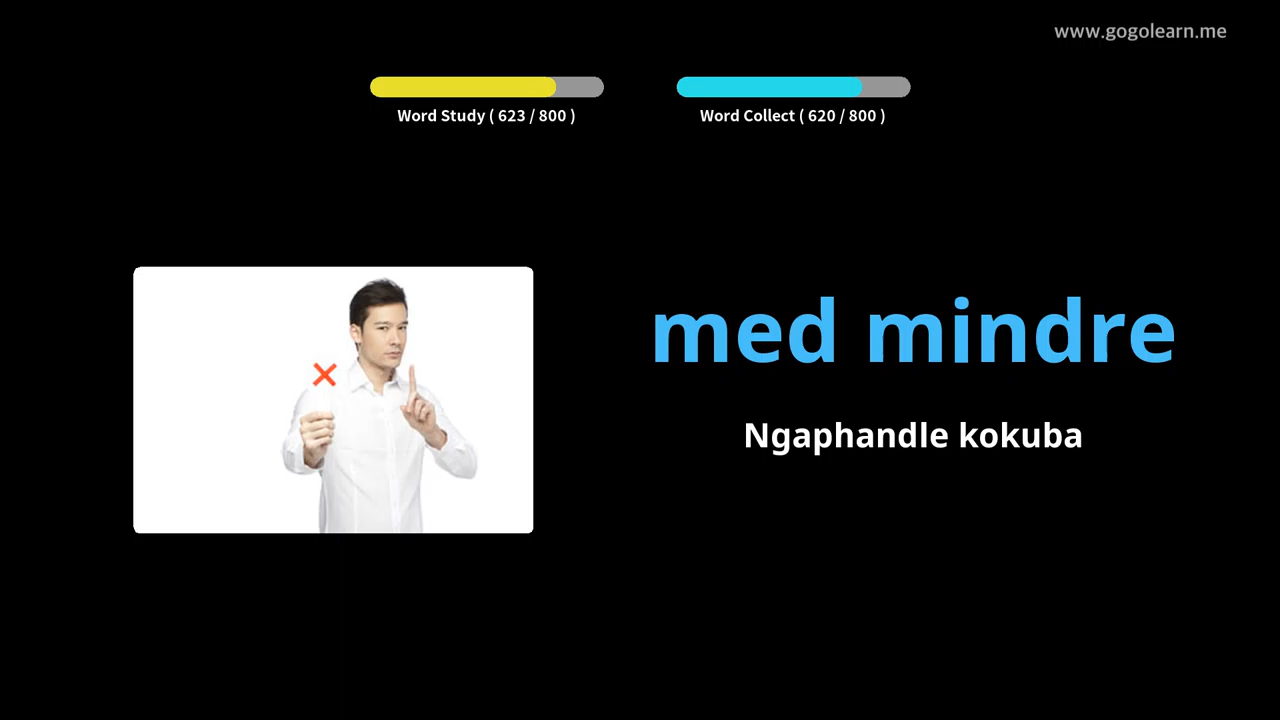 www.gogolearn.me
Word Study ( 623 / 800 )
Word Collect ( 620 / 800 )
med mindre
Ngaphandle kokuba